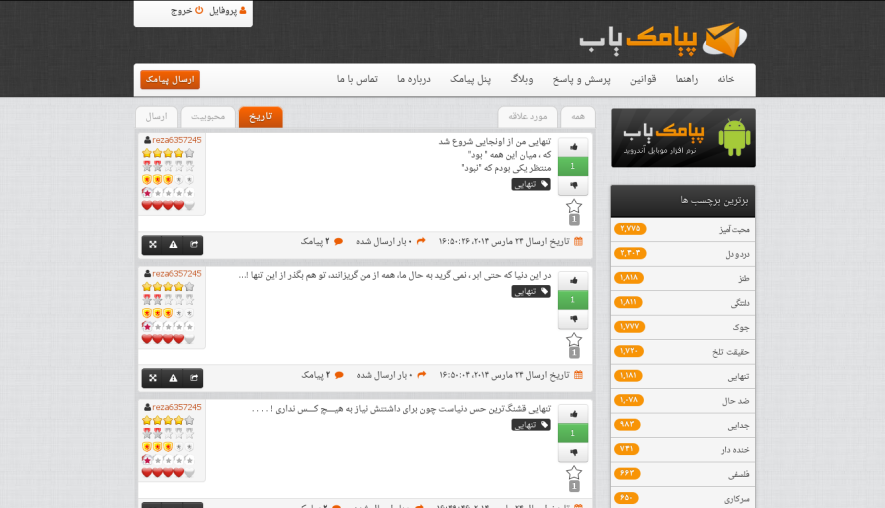 پروفایل
خروج
پیامک یاب
خانه
راهنما
قوانین
پرسش و پاسخ
وبلاگ
پنل پیامک
درباره ما
تماس با ما
ارسال پیامک
پیامک یاب
نرم افزار موبایل آندروید
برترین برچسب ها
محبت آمیز ۲,۷۷۵
درد و دل ۲,۳۰۳
طنز ۱,۸۱۸
دلتنگی ۱,۸۱۱
جوک ۱,۷۷۷
حقیقت تلخ ۱,۷۲۰
تنهایی ۱,۱۸۱
ضد حال ۱,۰۷۸
جدایی ۹۸۳
خنده دار ۷۳۱
فلسفی ۶۶۳
سرکاری ۶۵۰
همه
مورد علاقه
تاریخ
محبوبیت
ارسال
1
1
تنهایی من از اونجایی شروع شد
که ، میان این همه " بود"
منتظر یکی بودم که "نبود"
تنهایی
reza6357245
تاریخ ارسال ۲۳ مارس ۲۰۱۴، ۱۶:۵۰:۲۶
۰ بار ارسال شده
۲ پیامک
1
1
در این دنیا که حتی ابر ، نمی گرید به حال ما، همه از من گریزانند، تو هم بگذر از این تنها !...
تنهایی
reza6357245
تاریخ ارسال ۲۳ مارس ۲۰۱۴، ۱۶:۵۰:۰۳
۰ بار ارسال شده
۲ پیامک
1
1
تنهایی قشنگ‌ترین حس دنیاست چون برای داشتنش نیاز به هیـــچ کـــس نداری ! . . . .
تنهایی
reza6357245